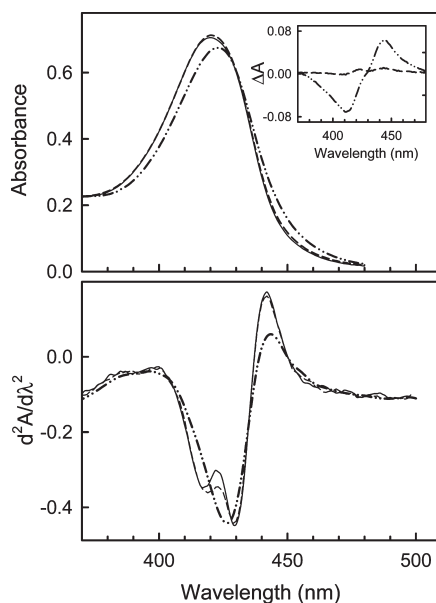 Absorbance
0.6
0.4
0.2
0.0
ΔA
0.08
0.00
-0.08
400 450
Wavelength (nm)
d²A/dλ²
0.0
-0.2
-0.4
400 450 500
Wavelength (nm)